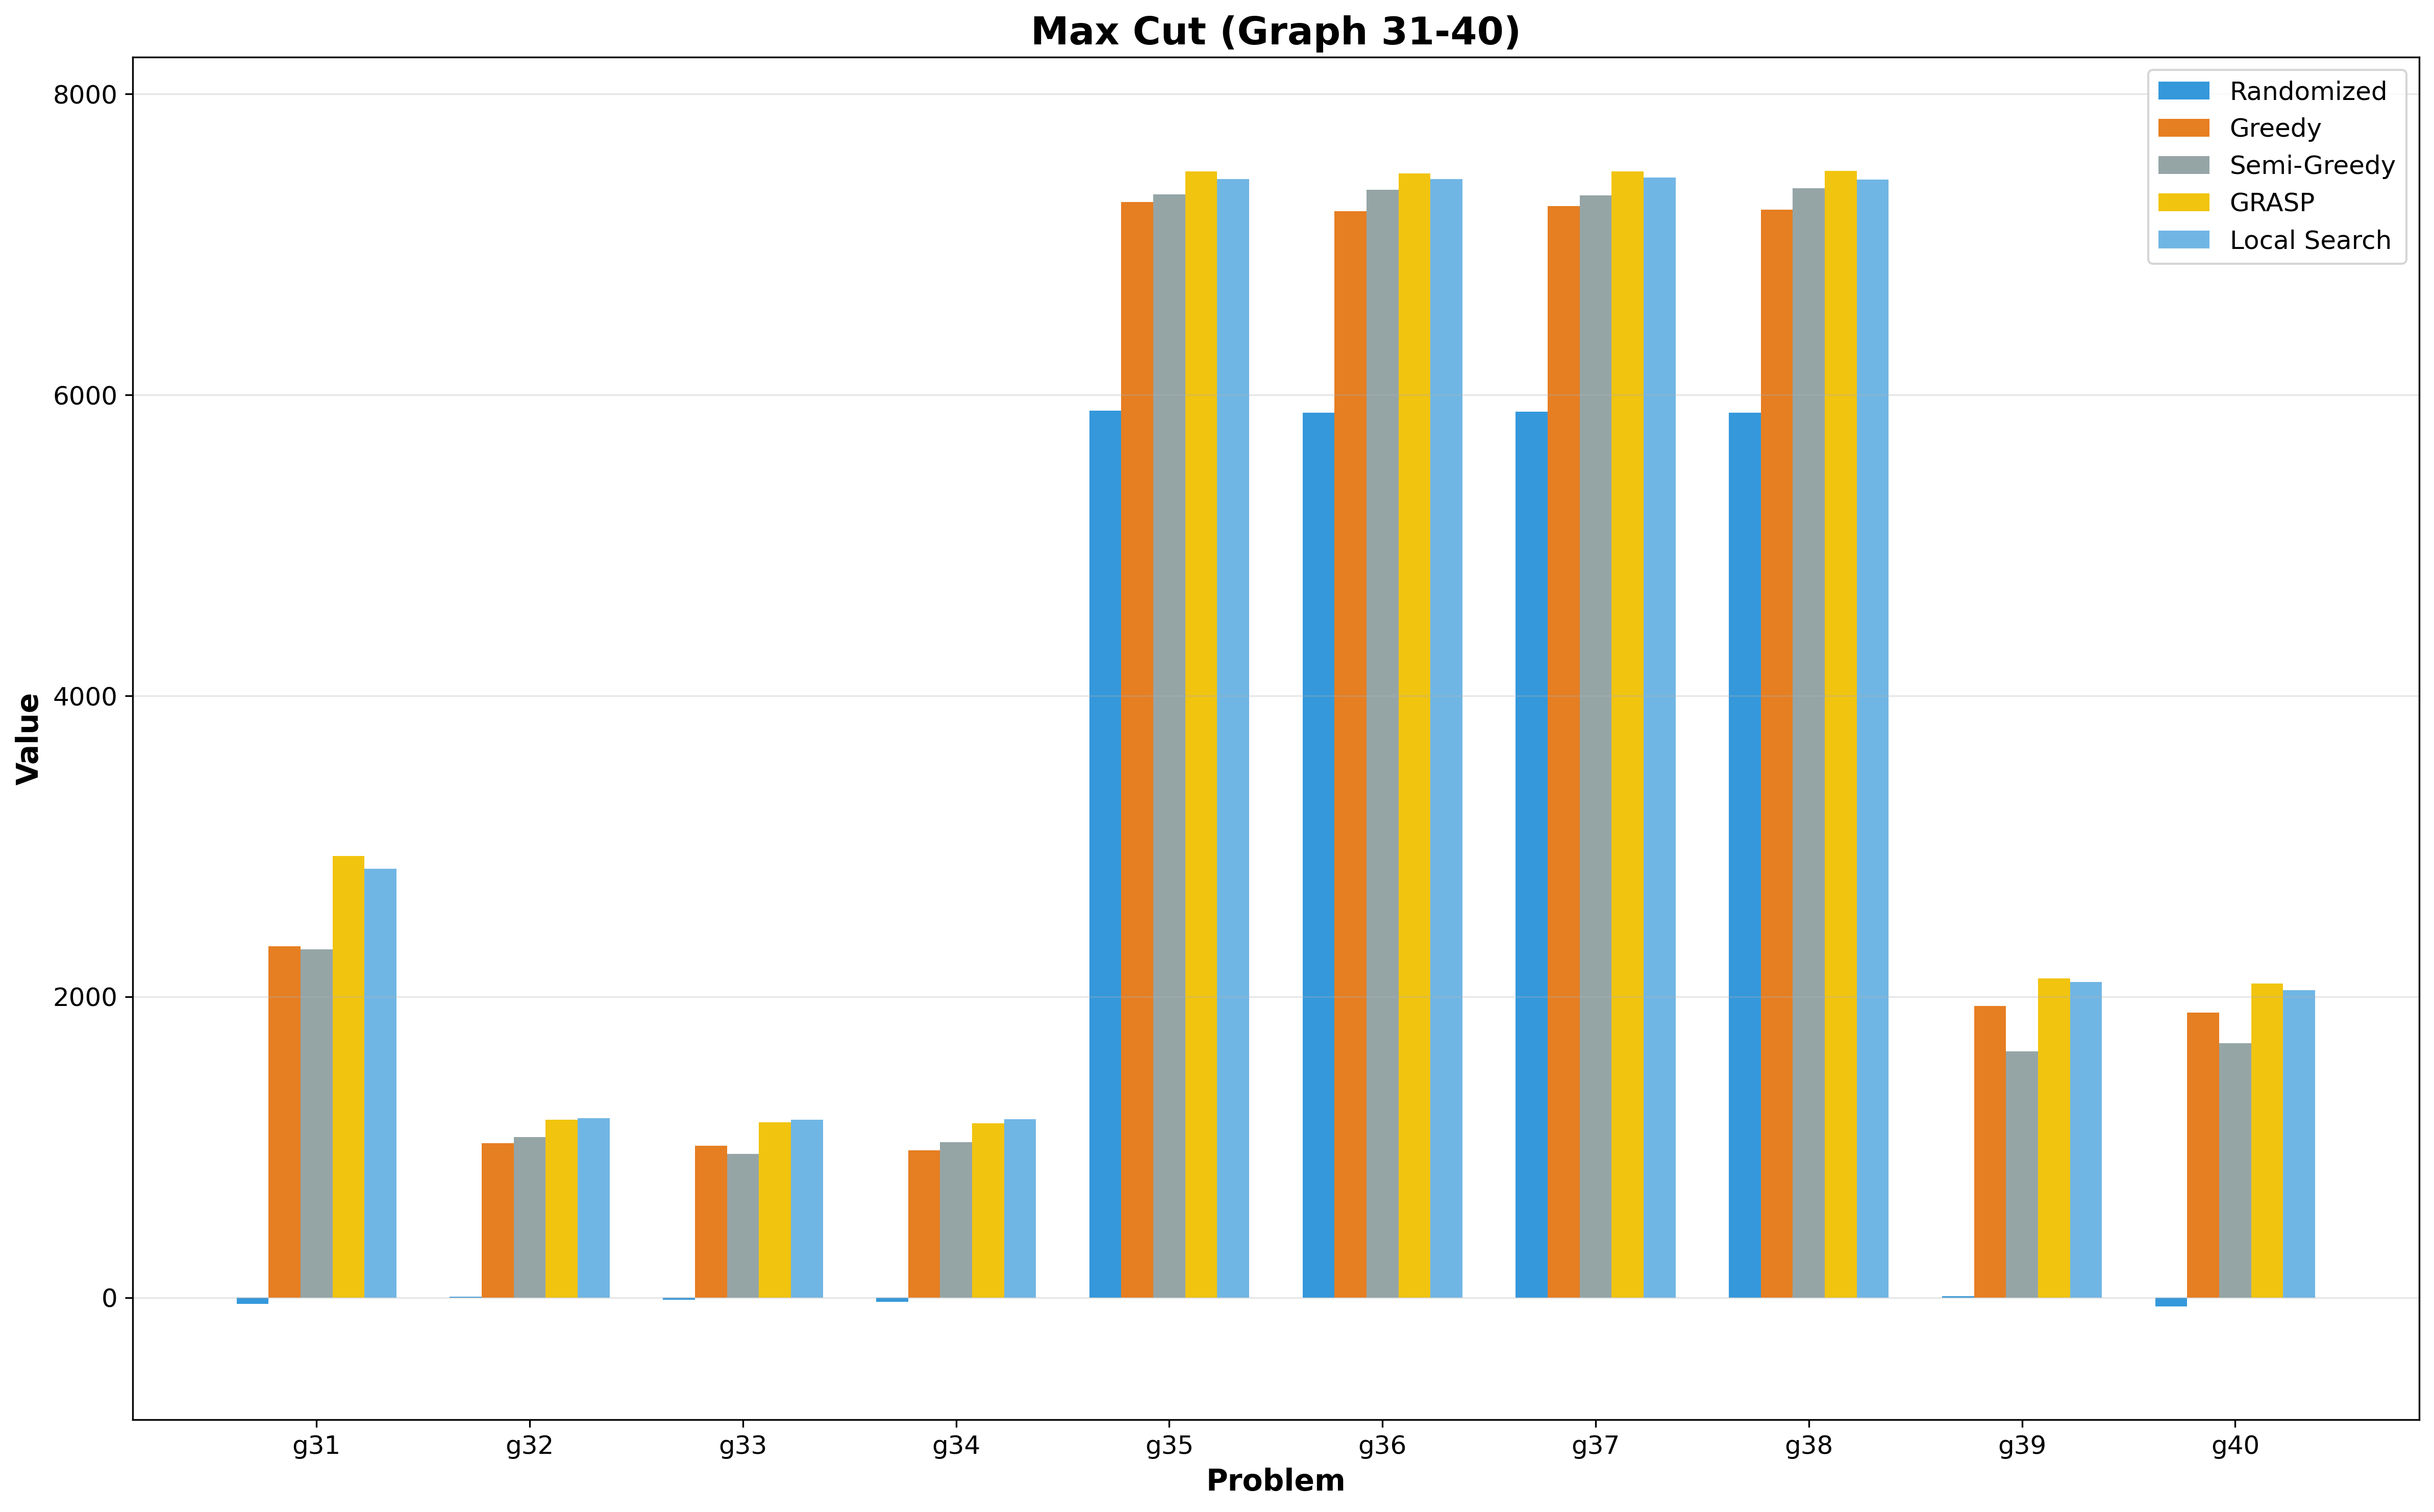 Max Cut (Graph 31-40)
Randomized
Greedy
Semi-Greedy
GRASP
Local Search
Value
8000
6000
4000
2000
0
g31 g32 g33 g34 g35 g36 g37 g38 g39 g40
Problem